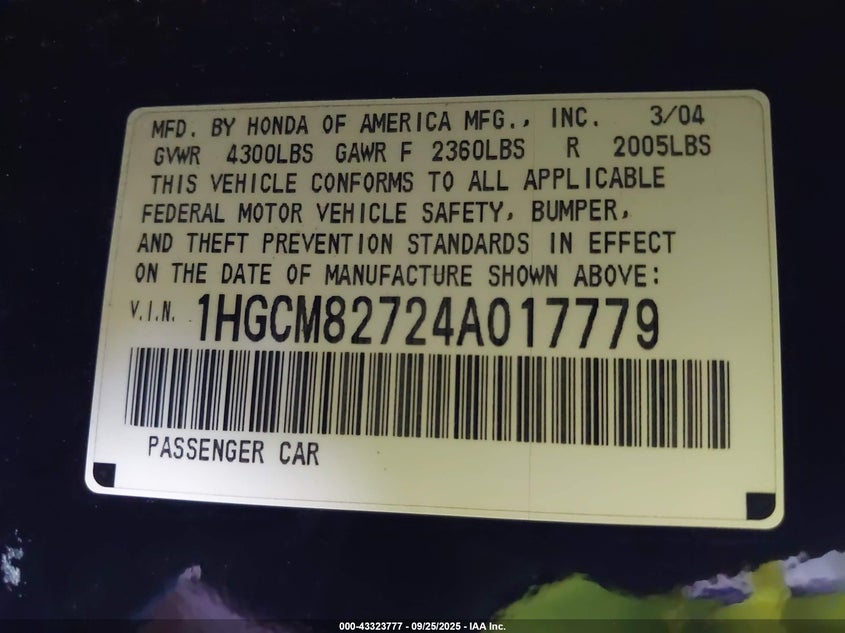 MFD. BY HONDA OF AMERICA MFG., INC. 3/04
GVWR 4300LBS GAWR F 2360LBS R 2005LBS
THIS VEHICLE CONFORMS TO ALL APPLICABLE
FEDERAL MOTOR VEHICLE SAFETY, BUMPER,
AND THEFT PREVENTION STANDARDS IN EFFECT
ON THE DATE OF MANUFACTURE SHOWN ABOVE:
V.I.N. 1HGCM82724A017779
PASSENGER CAR
000-43323777 - 09/25/2025 - IAA Inc.